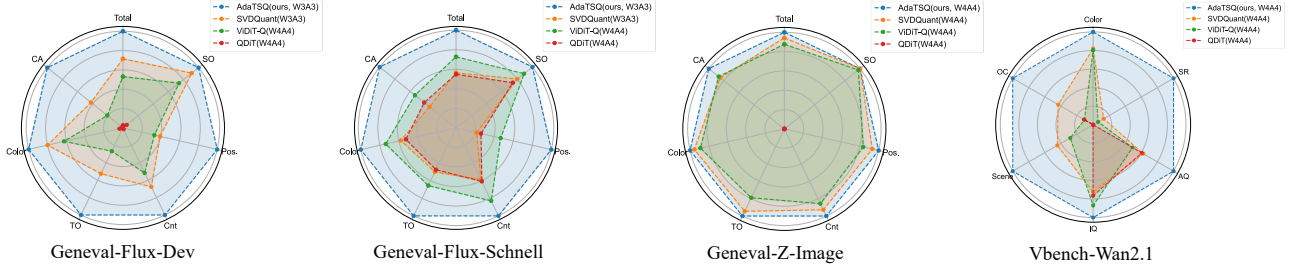 AdaTSQ(ours, W3A3)
SVDQuant(W3A3)
ViDiT-Q(W4A4)
QDiT(W4A4)
Total
SO
Pos.
Cnt
TO
Color
CA
Geneval-Flux-Dev
AdaTSQ(ours, W3A3)
SVDQuant(W3A3)
ViDiT-Q(W4A4)
QDiT(W4A4)
Total
SO
Pos.
Cnt
TO
Color
CA
Geneval-Flux-Schnell
AdaTSQ(ours, W4A4)
SVDQuant(W4A4)
ViDiT-Q(W4A4)
QDiT(W4A4)
Total
SO
Pos.
Cnt
TO
Color
CA
Geneval-Z-Image
AdaTSQ(ours, W4A4)
SVDQuant(W4A4)
ViDiT-Q(W4A4)
QDiT(W4A4)
Color
SR
AQ
IQ
Scene
OC
Vbench-Wan2.1